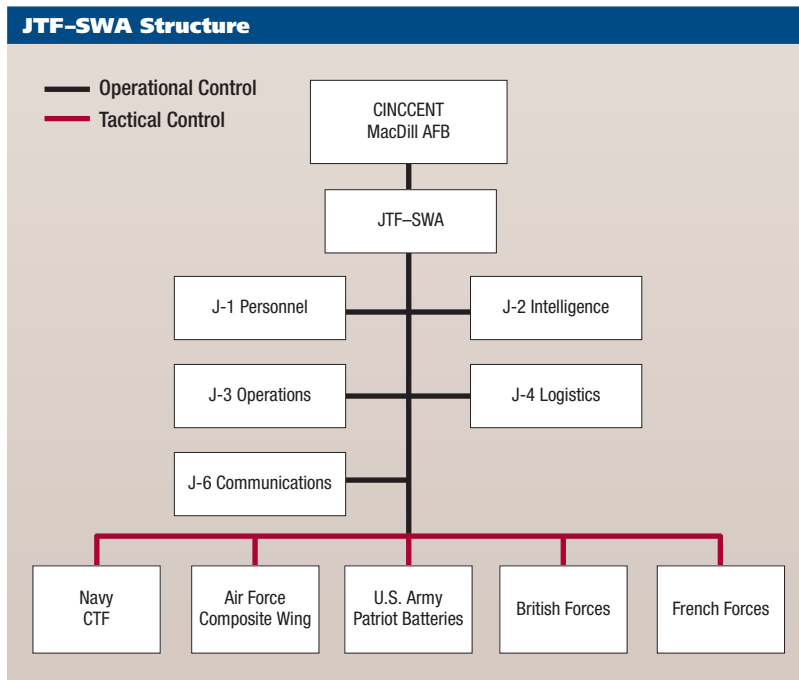 JTF–SWA Structure
Operational Control
Tactical Control
CINCCENT
MacDill AFB
JTF–SWA
J-1 Personnel
J-2 Intelligence
J-3 Operations
J-4 Logistics
J-6 Communications
Navy
CTF
Air Force
Composite Wing
U.S. Army
Patriot Batteries
British Forces
French Forces